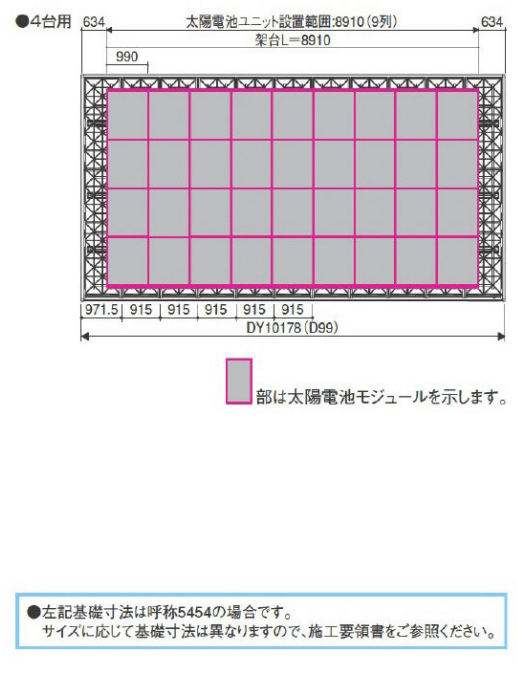 ●4台用
634 太陽電池ユニット設置範囲:8910(9列) 634
架台L=8910
990
971.5 915 915 915 915 915
DY10178(D99)
部は太陽電池モジュールを示します。
●左記基礎寸法は呼称5454の場合です。
サイズに応じて基礎寸法は異なりますので、施工要領書をご参照ください。